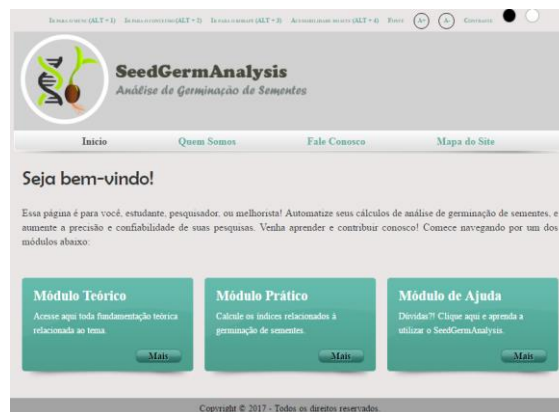 Ir para o menu (ALT + 1) Ir para o conteúdo (ALT + 2) Ir para o rodapé (ALT + 3) Acessibilidade do site (ALT + 4) Fonte A+ A- Contraste
SeedGermAnalysis
Análise de Germinação de Sementes
Início Quem Somos Fale Conosco Mapa do Site
Seja bem-vindo!
Essa página é para você, estudante, pesquisador, ou melhorista! Automatize seus cálculos de análise de germinação de sementes, e
aumente a precisão e confiabilidade de suas pesquisas. Venha aprender e contribuir conosco! Comece navegando por um dos
módulos abaixo:
Módulo Teórico
Acesse aqui toda fundamentação teórica
relacionada ao tema.
Mais
Módulo Prático
Calcule os índices relacionados à
germinação de sementes.
Mais
Módulo de Ajuda
Dúvidas?! Clique aqui e aprenda a
utilizar o SeedGermAnalysis.
Mais
Copyright © 2017 - Todos os direitos reservados.